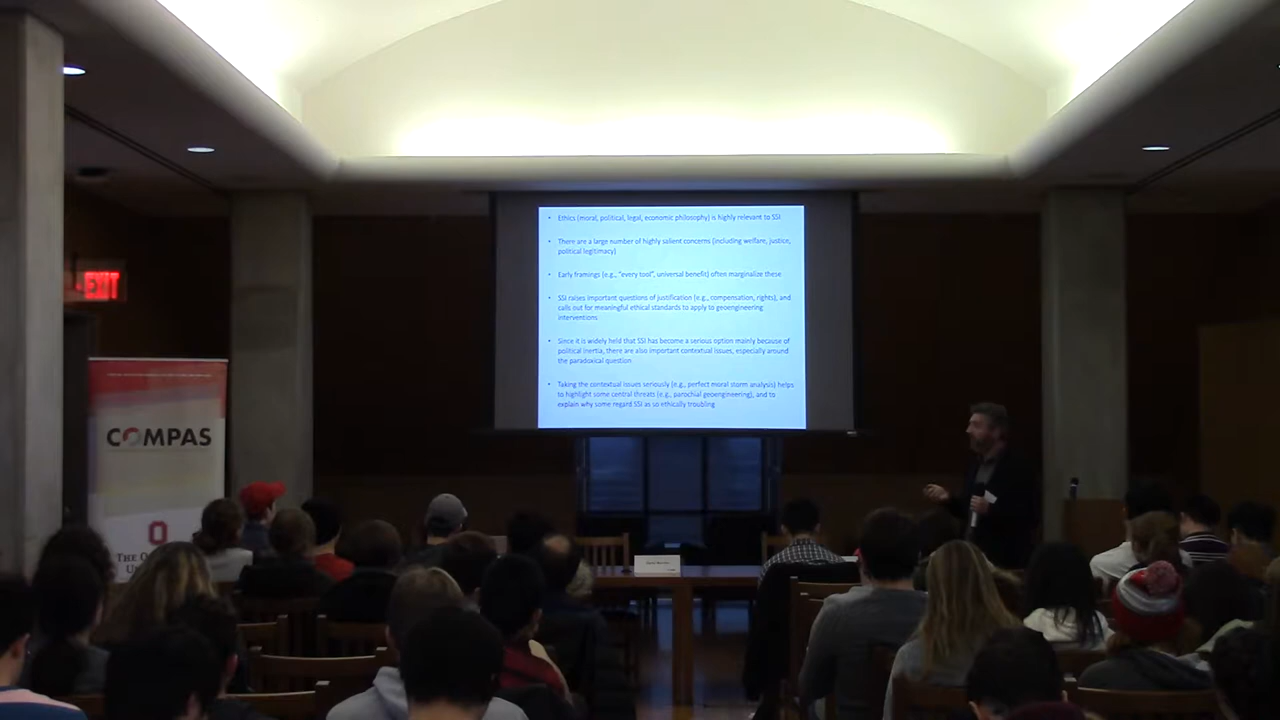 • Ethics (moral, political, legal, economic philosophy) is highly relevant to SSI
• There are a large number of highly salient concerns (including welfare, justice,
political legitimacy)
• Early framings (e.g., "every tool", universal benefit) often marginalize these
• SSI raises important questions of justification (e.g., compensation, rights), and
calls out for meaningful ethical standards to apply to geoengineering
interventions
• Since it is widely held that SSI has become a serious option mainly because of
political inertia, there are also important contextual issues, especially around
the paradoxical question
• Taking the contextual issues seriously (e.g., perfect moral storm analysis) helps
to highlight some central threats (e.g., parochial geoengineering), and to
explain why some regard SSI as so ethically troubling
EXIT
COMPAS
THE